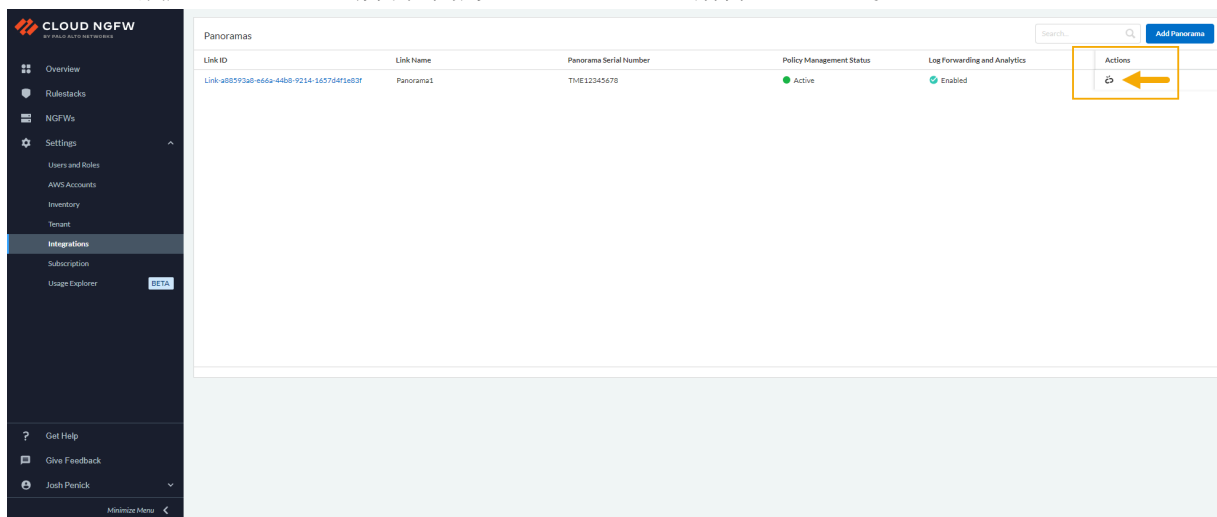 CLOUD NGFW
BY PALO ALTO NETWORKS
Overview
Rulestacks
NGFWs
Settings
Users and Roles
AWS Accounts
Inventory
Tenant
Integrations
Subscription
Usage Explorer BETA
Get Help
Give Feedback
Josh Penick
Minimize Menu
Panoramas
Search...
Add Panorama
Link ID Link Name Panorama Serial Number Policy Management Status Log Forwarding and Analytics Actions
Link-a88593a8-e66a-44b8-9214-1657d4f1e83f Panorama1 TME12345678 Active Enabled